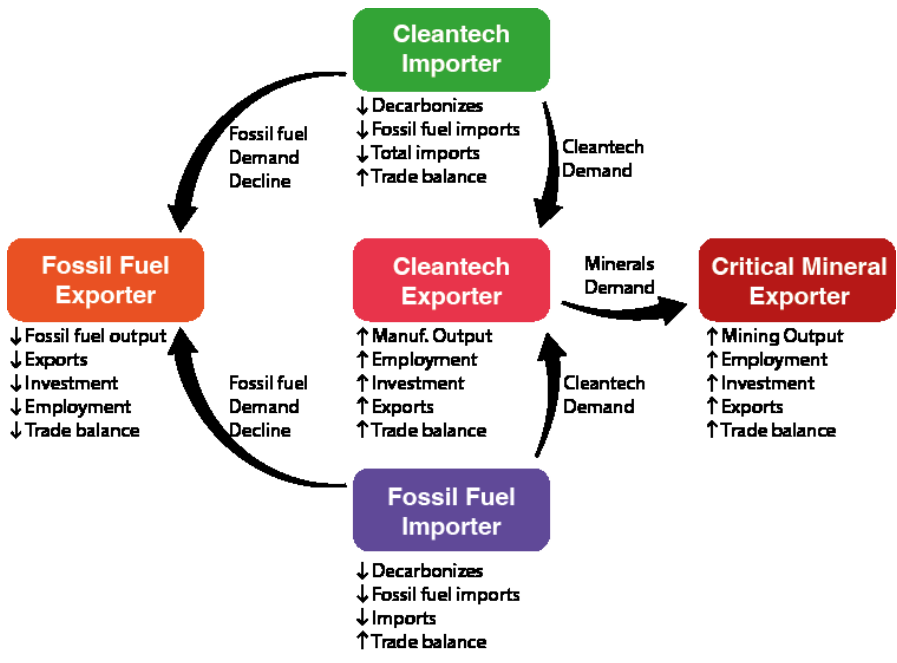 Cleantech
Importer
↓Decarbonizes
↓Fossil fuel imports
↓Total imports
↑Trade balance
Fossil fuel
Demand
Decline
Cleantech
Demand
Fossil Fuel
Exporter
↓Fossil fuel output
↓Exports
↓Investment
↓Employment
↓Trade balance
Cleantech
Exporter
↑Manuf. Output
↑Employment
↑Investment
↑Exports
↑Trade balance
Minerals
Demand
Critical Mineral
Exporter
↑Mining Output
↑Employment
↑Investment
↑Exports
↑Trade balance
Fossil fuel
Demand
Decline
Cleantech
Demand
Fossil Fuel
Importer
↓Decarbonizes
↓Fossil fuel imports
↓Imports
↑Trade balance